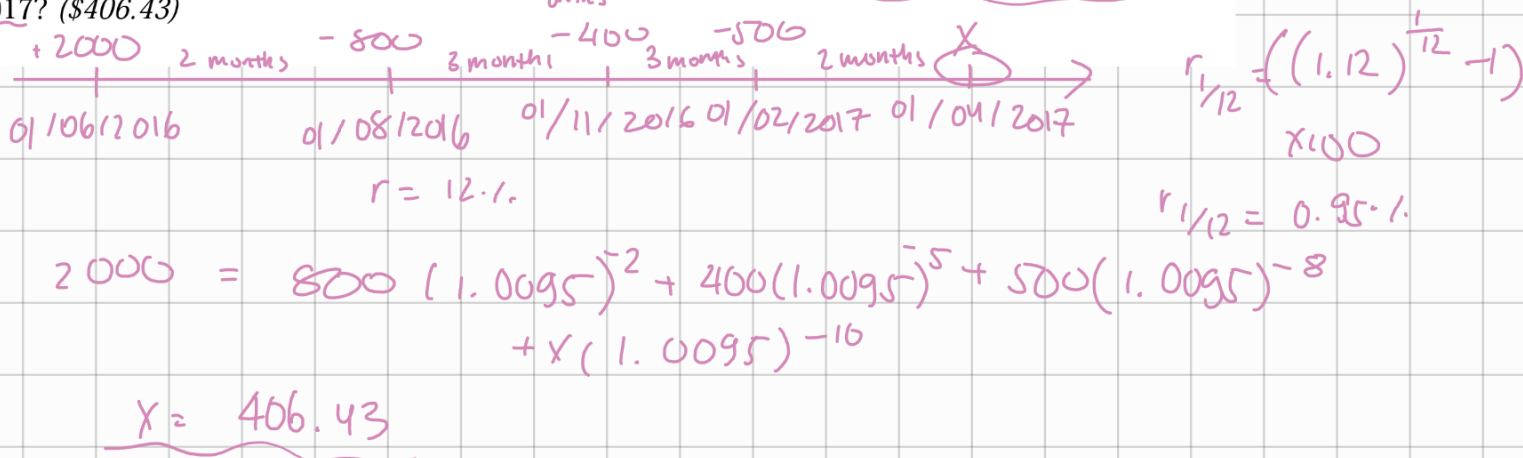 17? ($406.43)
+ 2000 2 months - 800 3 months -400 3 months -500 2 months X
01/06/2016 01/08/2016 01/11/2016 01/02/2017 01/04/2017
r = 12%
r1/12 = ((1.12)^1/12 -1)
x100
r1/12 = 0.95%
2000 = 800 (1.0095)^-2 + 400(1.0095)^-5 + 500(1.0095)^-8
+ X(1.0095)^-10
X = 406.43